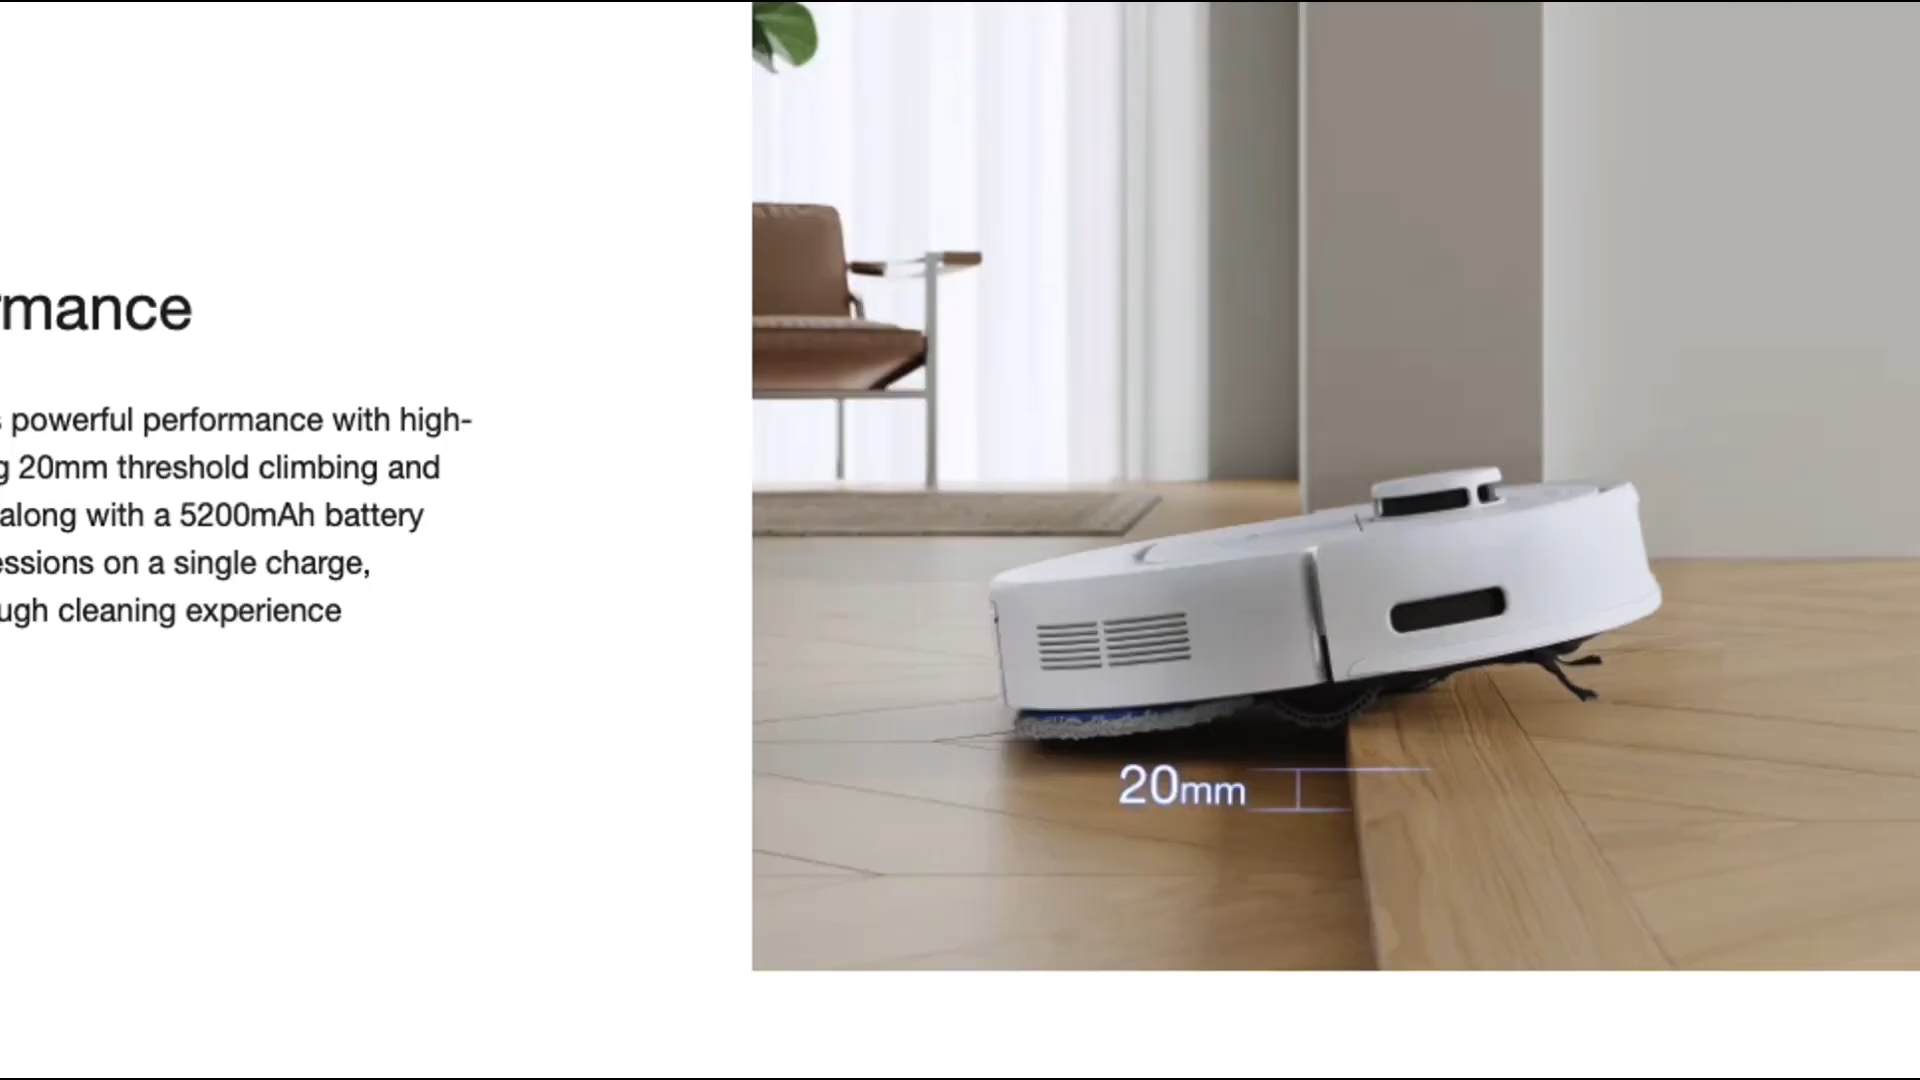 rmance
s powerful performance with high-
g 20mm threshold climbing and
along with a 5200mAh battery
essions on a single charge,
ugh cleaning experience
20mm